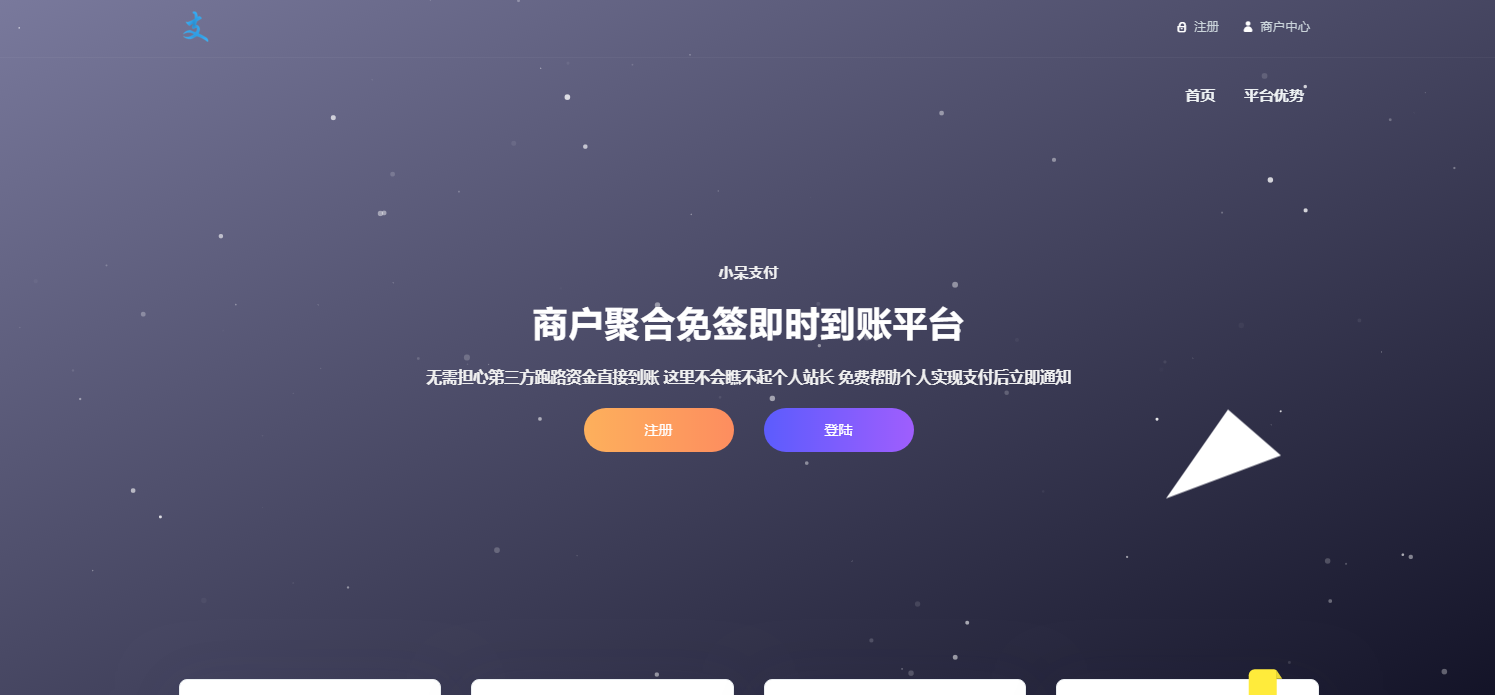 支
注册 商户中心
首页 平台优势
小呆支付
商户聚合免签即时到账平台
无需担心第三方跑路资金直接到账 这里不会瞧不起个人站长 免费帮助个人实现支付后立即通知
注册 登陆